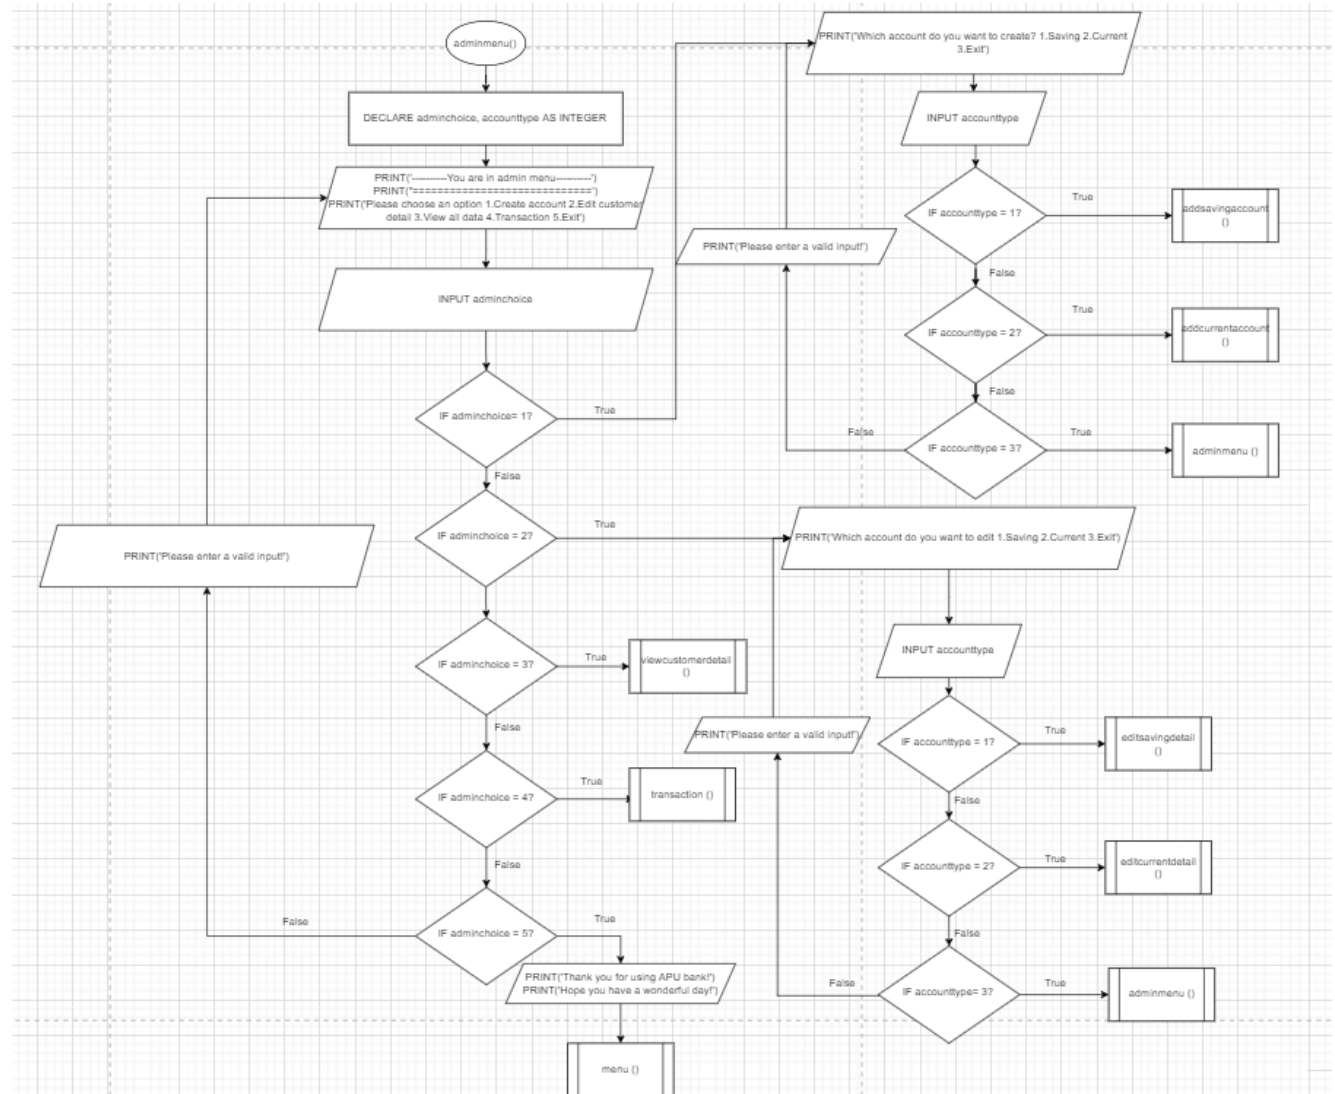 adminmenu()
DECLARE adminchoice, accounttype AS INTEGER
PRINT('----------You are in admin menu----------')
PRINT("============================')
PRINT('Please choose an option 1.Create account 2.Edit customer
detail 3.View all data 4.Transaction 5.Exit')
INPUT adminchoice
IF adminchoice= 1?
True
False
IF adminchoice = 2?
True
IF adminchoice = 3?
True
viewcustomerdetail
()
False
IF adminchoice = 4?
True
transaction ()
False
IF adminchoice = 5?
True
False
PRINT('Please enter a valid input!')
PRINT('Thank you for using APU bank!')
PRINT('Hope you have a wonderful day!')
menu ()
PRINT('Which account do you want to create? 1.Saving 2.Current
3.Exit')
INPUT accounttype
IF accounttype = 1?
True
addsavingaccount
()
False
IF accounttype = 2?
True
addcurrentaccount
()
False
IF accounttype = 3?
True
adminmenu ()
False
PRINT('Please enter a valid input!')
PRINT('Which account do you want to edit 1.Saving 2.Current 3.Exit')
INPUT accounttype
IF accounttype = 1?
True
editsavingdetail
()
False
IF accounttype = 2?
True
editcurrentdetail
()
False
IF accounttype= 3?
True
adminmenu ()
False
PRINT('Please enter a valid input!')